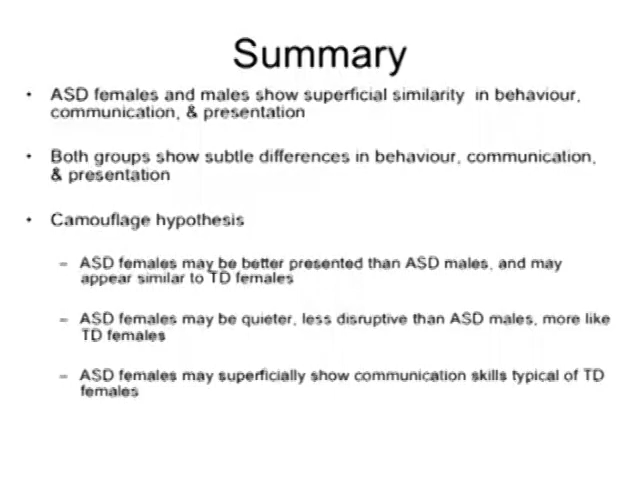 Summary
• ASD females and males show superficial similarity in behaviour,
communication, & presentation
• Both groups show subtle differences in behaviour, communication,
& presentation
• Camouflage hypothesis
– ASD females may be better presented than ASD males, and may
appear similar to TD females
– ASD females may be quieter, less disruptive than ASD males, more like
TD females
– ASD females may superficially show communication skills typical of TD
females